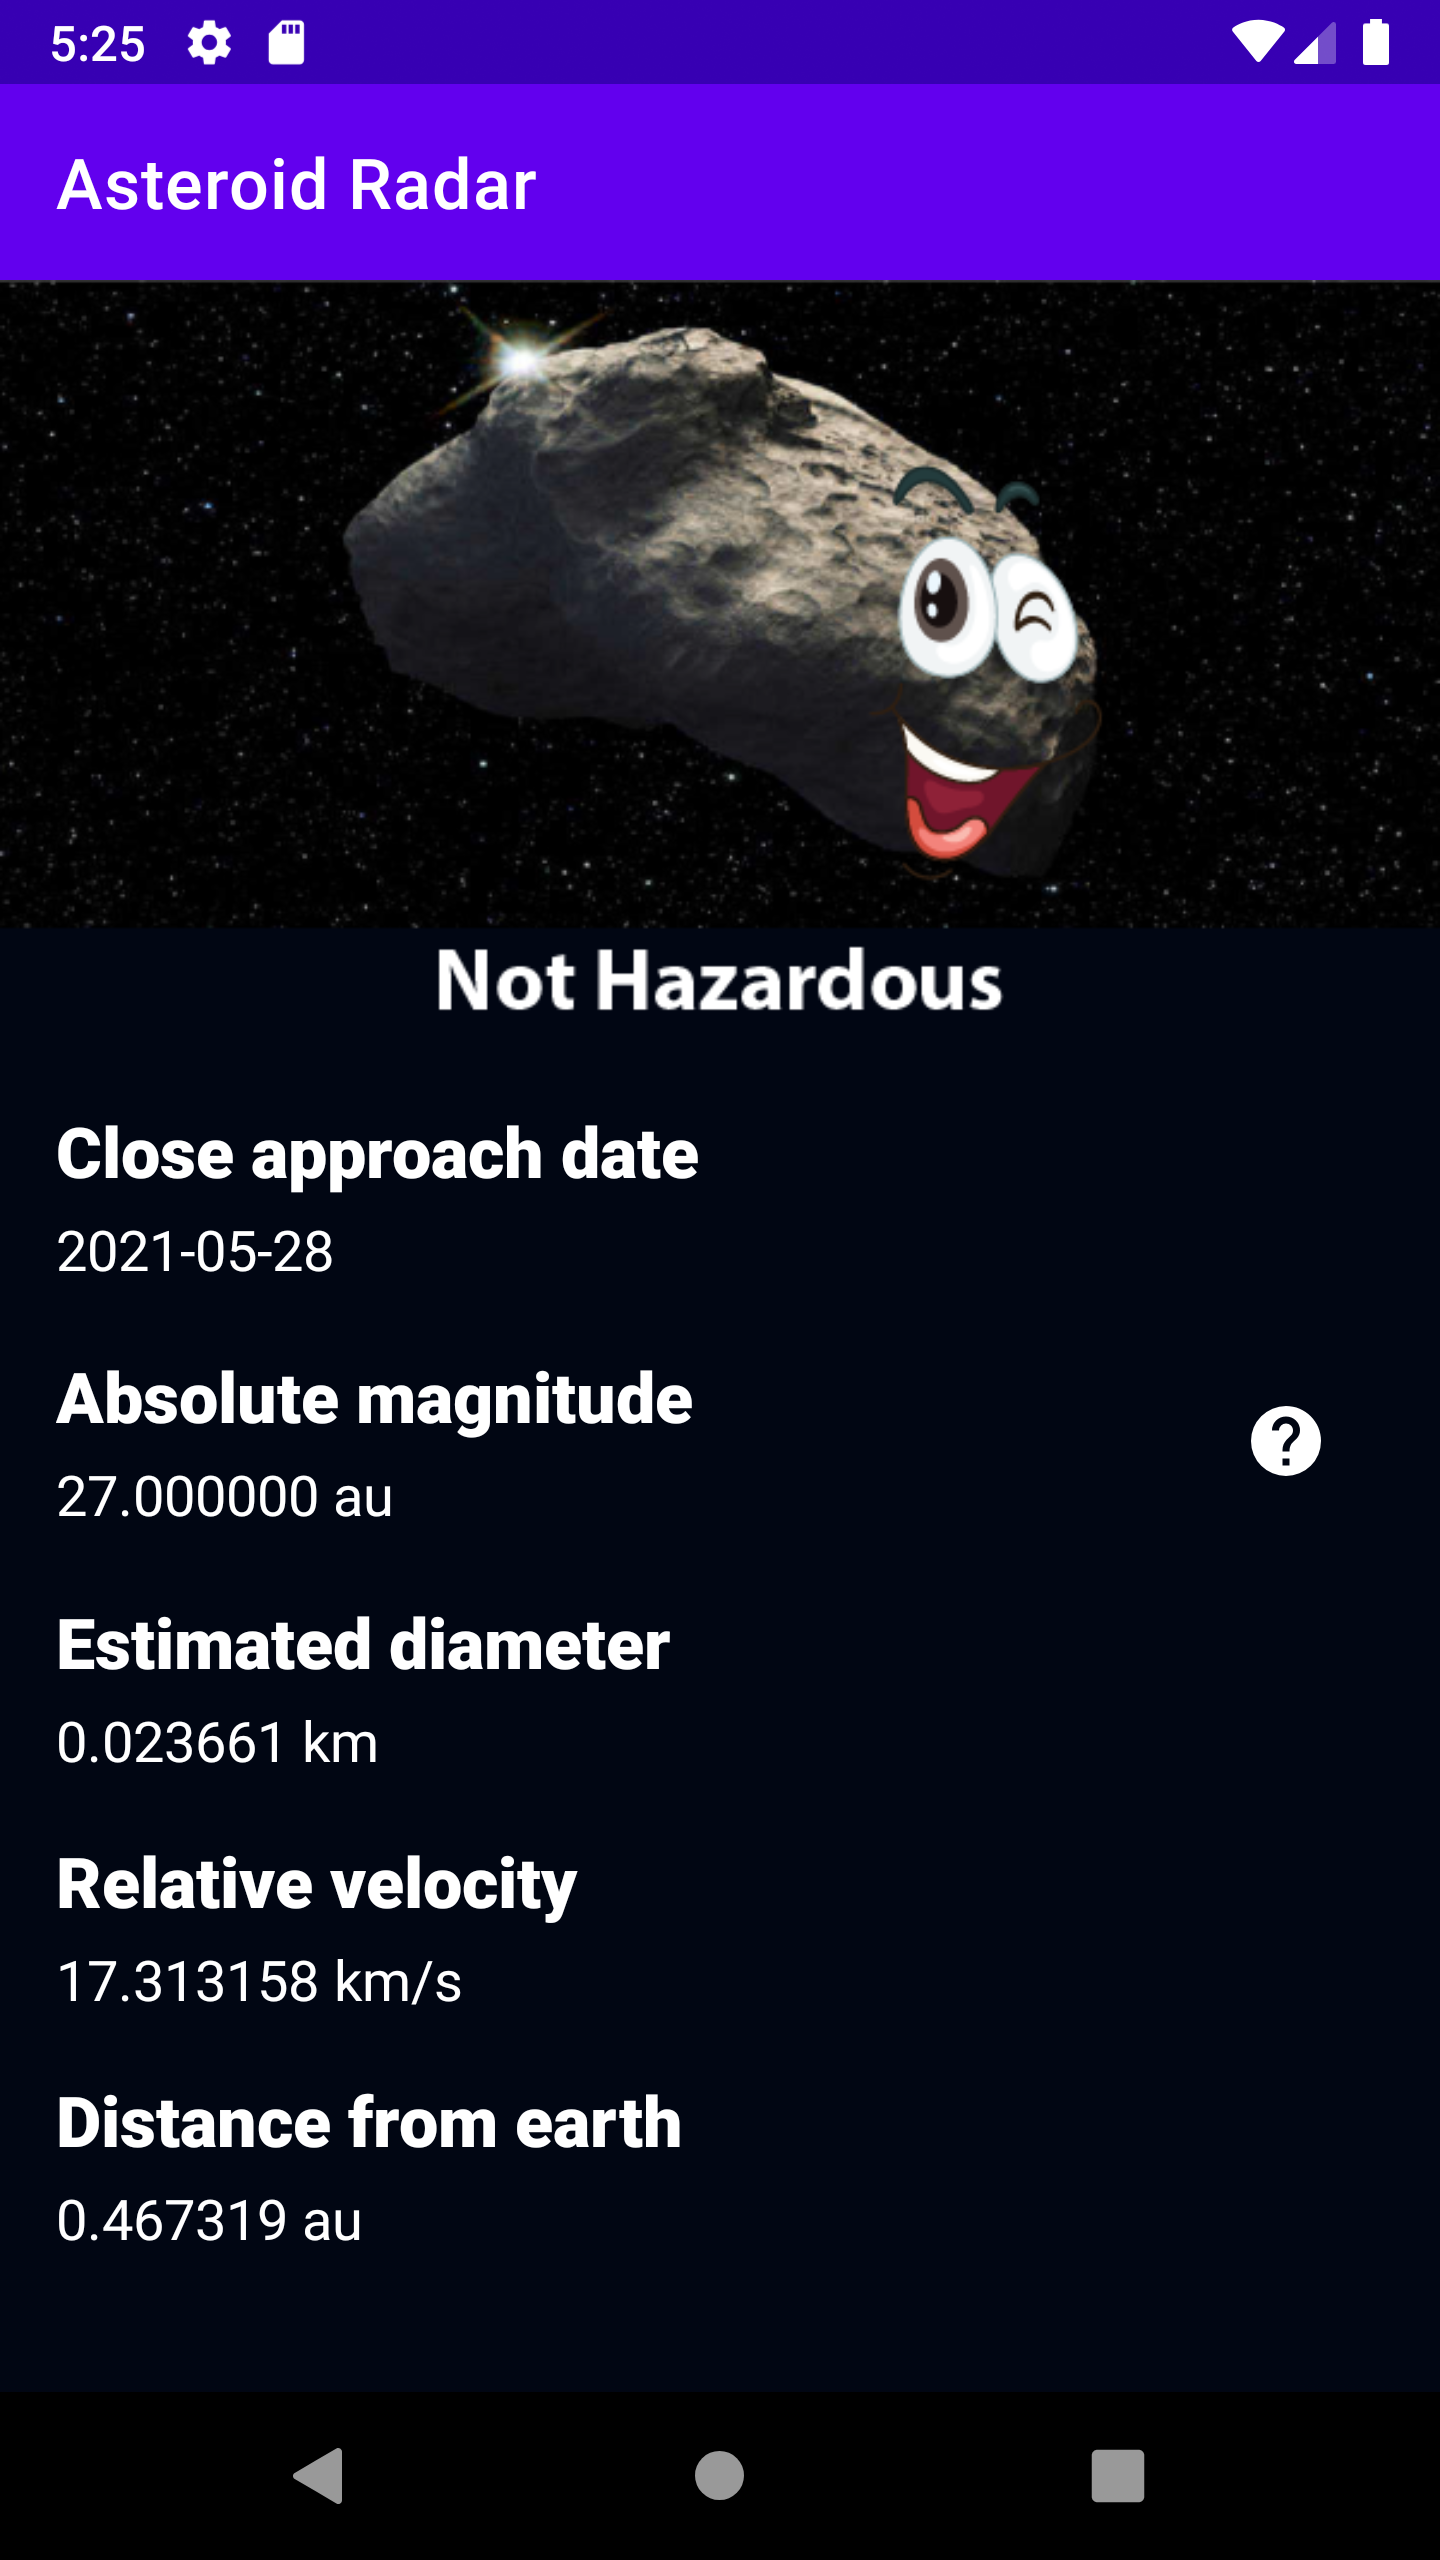 5:25
Asteroid Radar
Not Hazardous
Close approach date
2021-05-28
Absolute magnitude
27.000000 au
?
Estimated diameter
0.023661 km
Relative velocity
17.313158 km/s
Distance from earth
0.467319 au